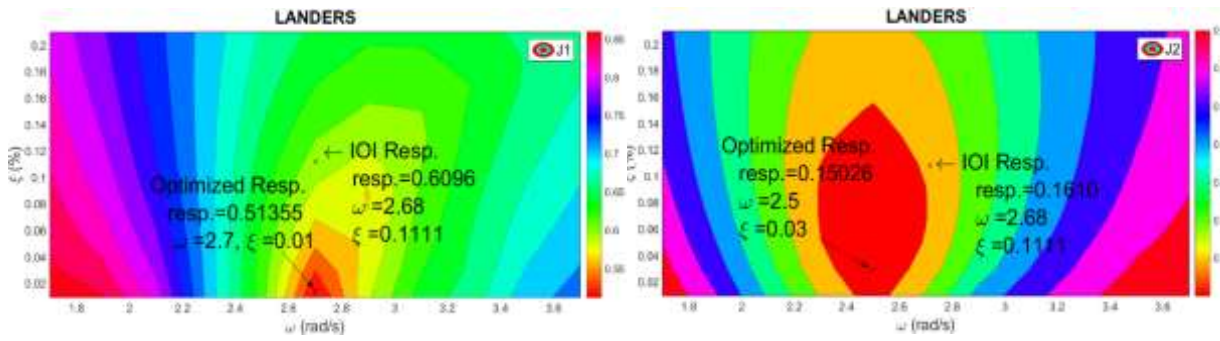 LANDERS
J1
0.2
0.18
0.16
0.14
0.12
0.1
0.08
0.06
0.04
0.02
ξ (%)
← IOI Resp.
resp.=0.6096
ω=2.68
ξ=0.1111
Optimized Resp.
resp.=0.51355
ω=2.7, ξ=0.01
1.8 2 2.2 2.4 2.6 2.8 3 3.2 3.4 3.6
ω (rad/s)
0.8
0.75
0.7
0.65
0.6
0.55
LANDERS
J2
0.2
0.18
0.16
0.14
0.12
0.1
0.08
0.06
0.04
0.02
Optimized Resp.
resp.=0.15026
ω=2.5
ξ=0.03
← IOI Resp.
resp.=0.1610
ω=2.68
ξ=0.1111
1.8 2 2.2 2.4 2.6 2.8 3 3.2 3.4 3.6
ω (rad/s)